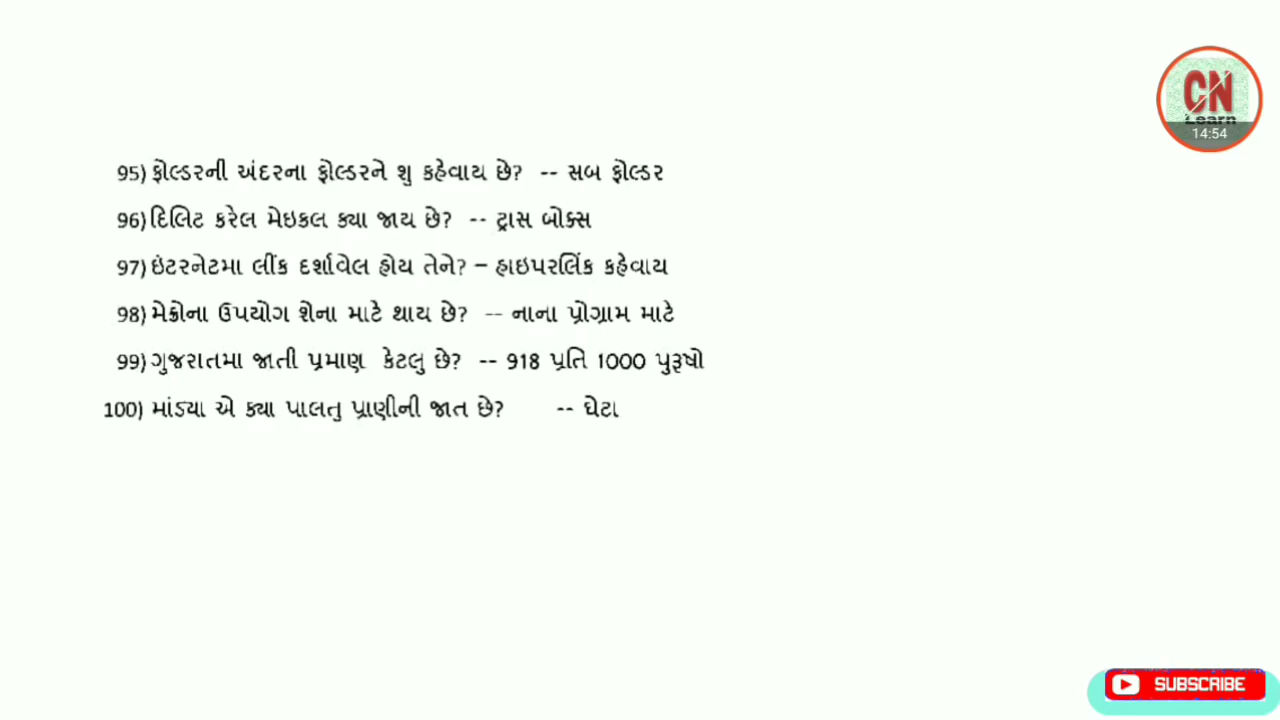 CN
Learn
14:54
95) ફોલ્ડરની અંદરના ફોલ્ડરને શુ કહેવાય છે? -- સબ ફોલ્ડર
96) દિલિટ કરેલ મેઇકલ ક્યા જાય છે? -- ટ્રાસ બોક્સ
97) ઇંટરનેટમા લીંક દર્શાવેલ હોય તેને? – હાઇપરલિંક કહેવાય
98) મેક્રોના ઉપયોગ શેના માટે થાય છે? -- નાના પ્રોગ્રામ માટે
99) ગુજરાતમા જાતી પ્રમાણ કેટલુ છે? -- 918 પ્રતિ 1000 પુરૂષો
100) માંડ્યા એ ક્યા પાલતુ પ્રાણીની જાત છે? -- ઘેટા
SUBSCRIBE